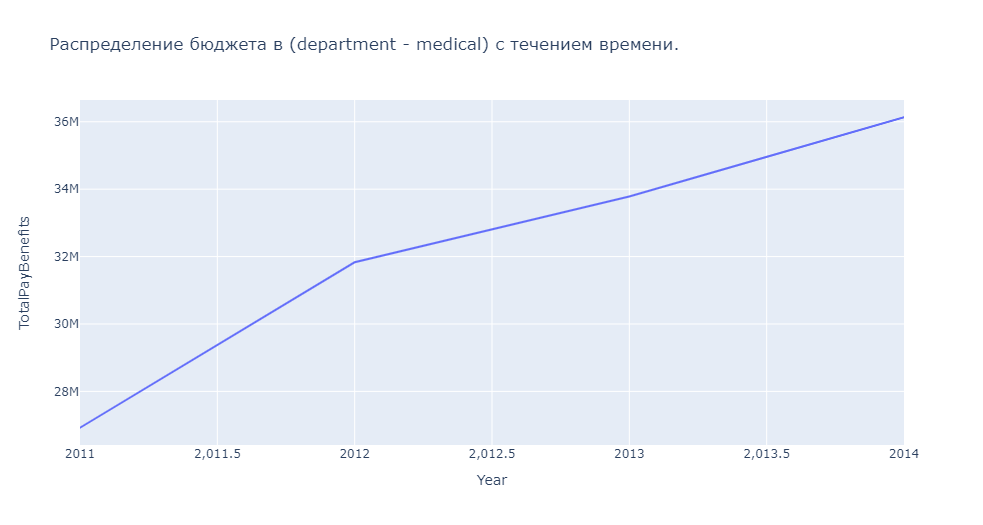 Распределение бюджета в (department - medical) с течением времени.
36M
34M
32M
30M
28M
TotalPayBenefits
2011 2,011.5 2012 2,012.5 2013 2,013.5 2014
Year